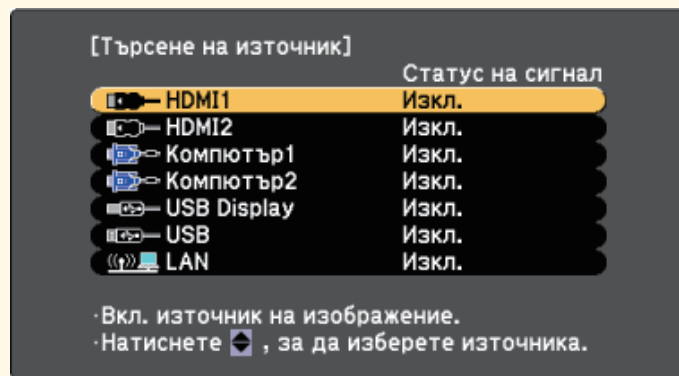 [Търсене на източник]
Статус на сигнал
HDMI1 Изкл.
HDMI2 Изкл.
Компютър1 Изкл.
Компютър2 Изкл.
USB Display Изкл.
USB Изкл.
LAN Изкл.
·Вкл. източник на изображение.
·Натиснете , за да изберете източника.